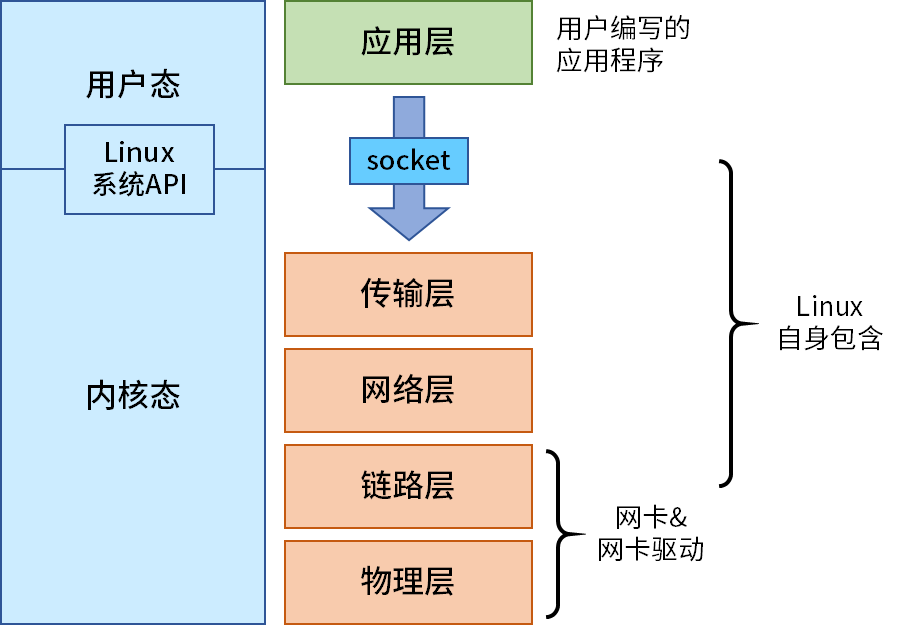 用户态
Linux
系统API
内核态
应用层
socket
传输层
网络层
链路层
物理层
用户编写的
应用程序
网卡&
网卡驱动
Linux
自身包含